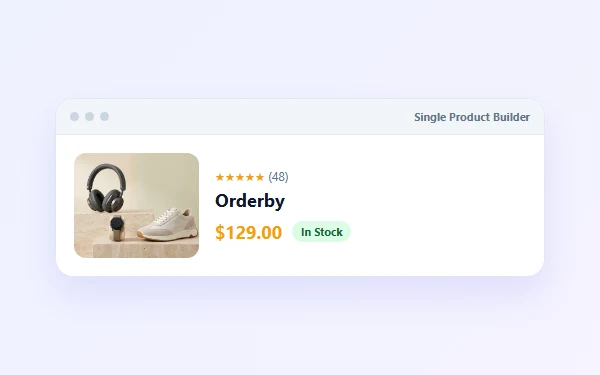 Single Product Builder
★★★★★ (48)
Orderby
$129.00 In Stock